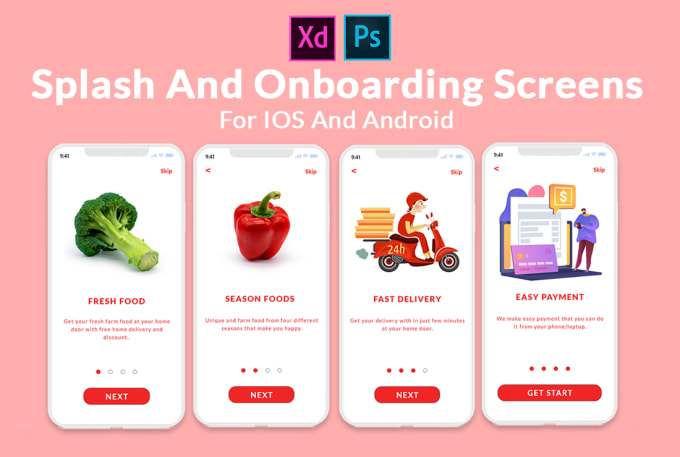 Xd Ps
Splash And Onboarding Screens
For IOS And Android
9:41
Skip
FRESH FOOD
Get your fresh farm food at your home
door with free home delivery and
discount.
NEXT
9:41
<
Skip
SEASON FOODS
Unique and farm food from four different
seasons that make you happy.
NEXT
9:41
<
Skip
24h
FAST DELIVERY
Get your delivery with in just few minutes
at your home door.
NEXT
9:41
<
Skip
$
EASY PAYMENT
We make easy payment that you can do
it from your phone/laptop.
GET START